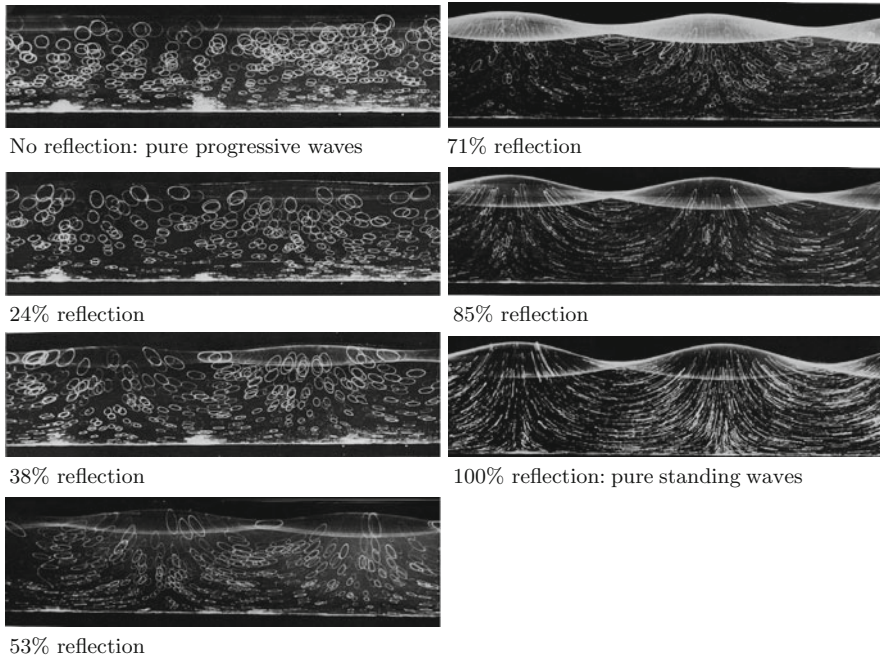 No reflection: pure progressive waves
24% reflection
38% reflection
53% reflection
71% reflection
85% reflection
100% reflection: pure standing waves